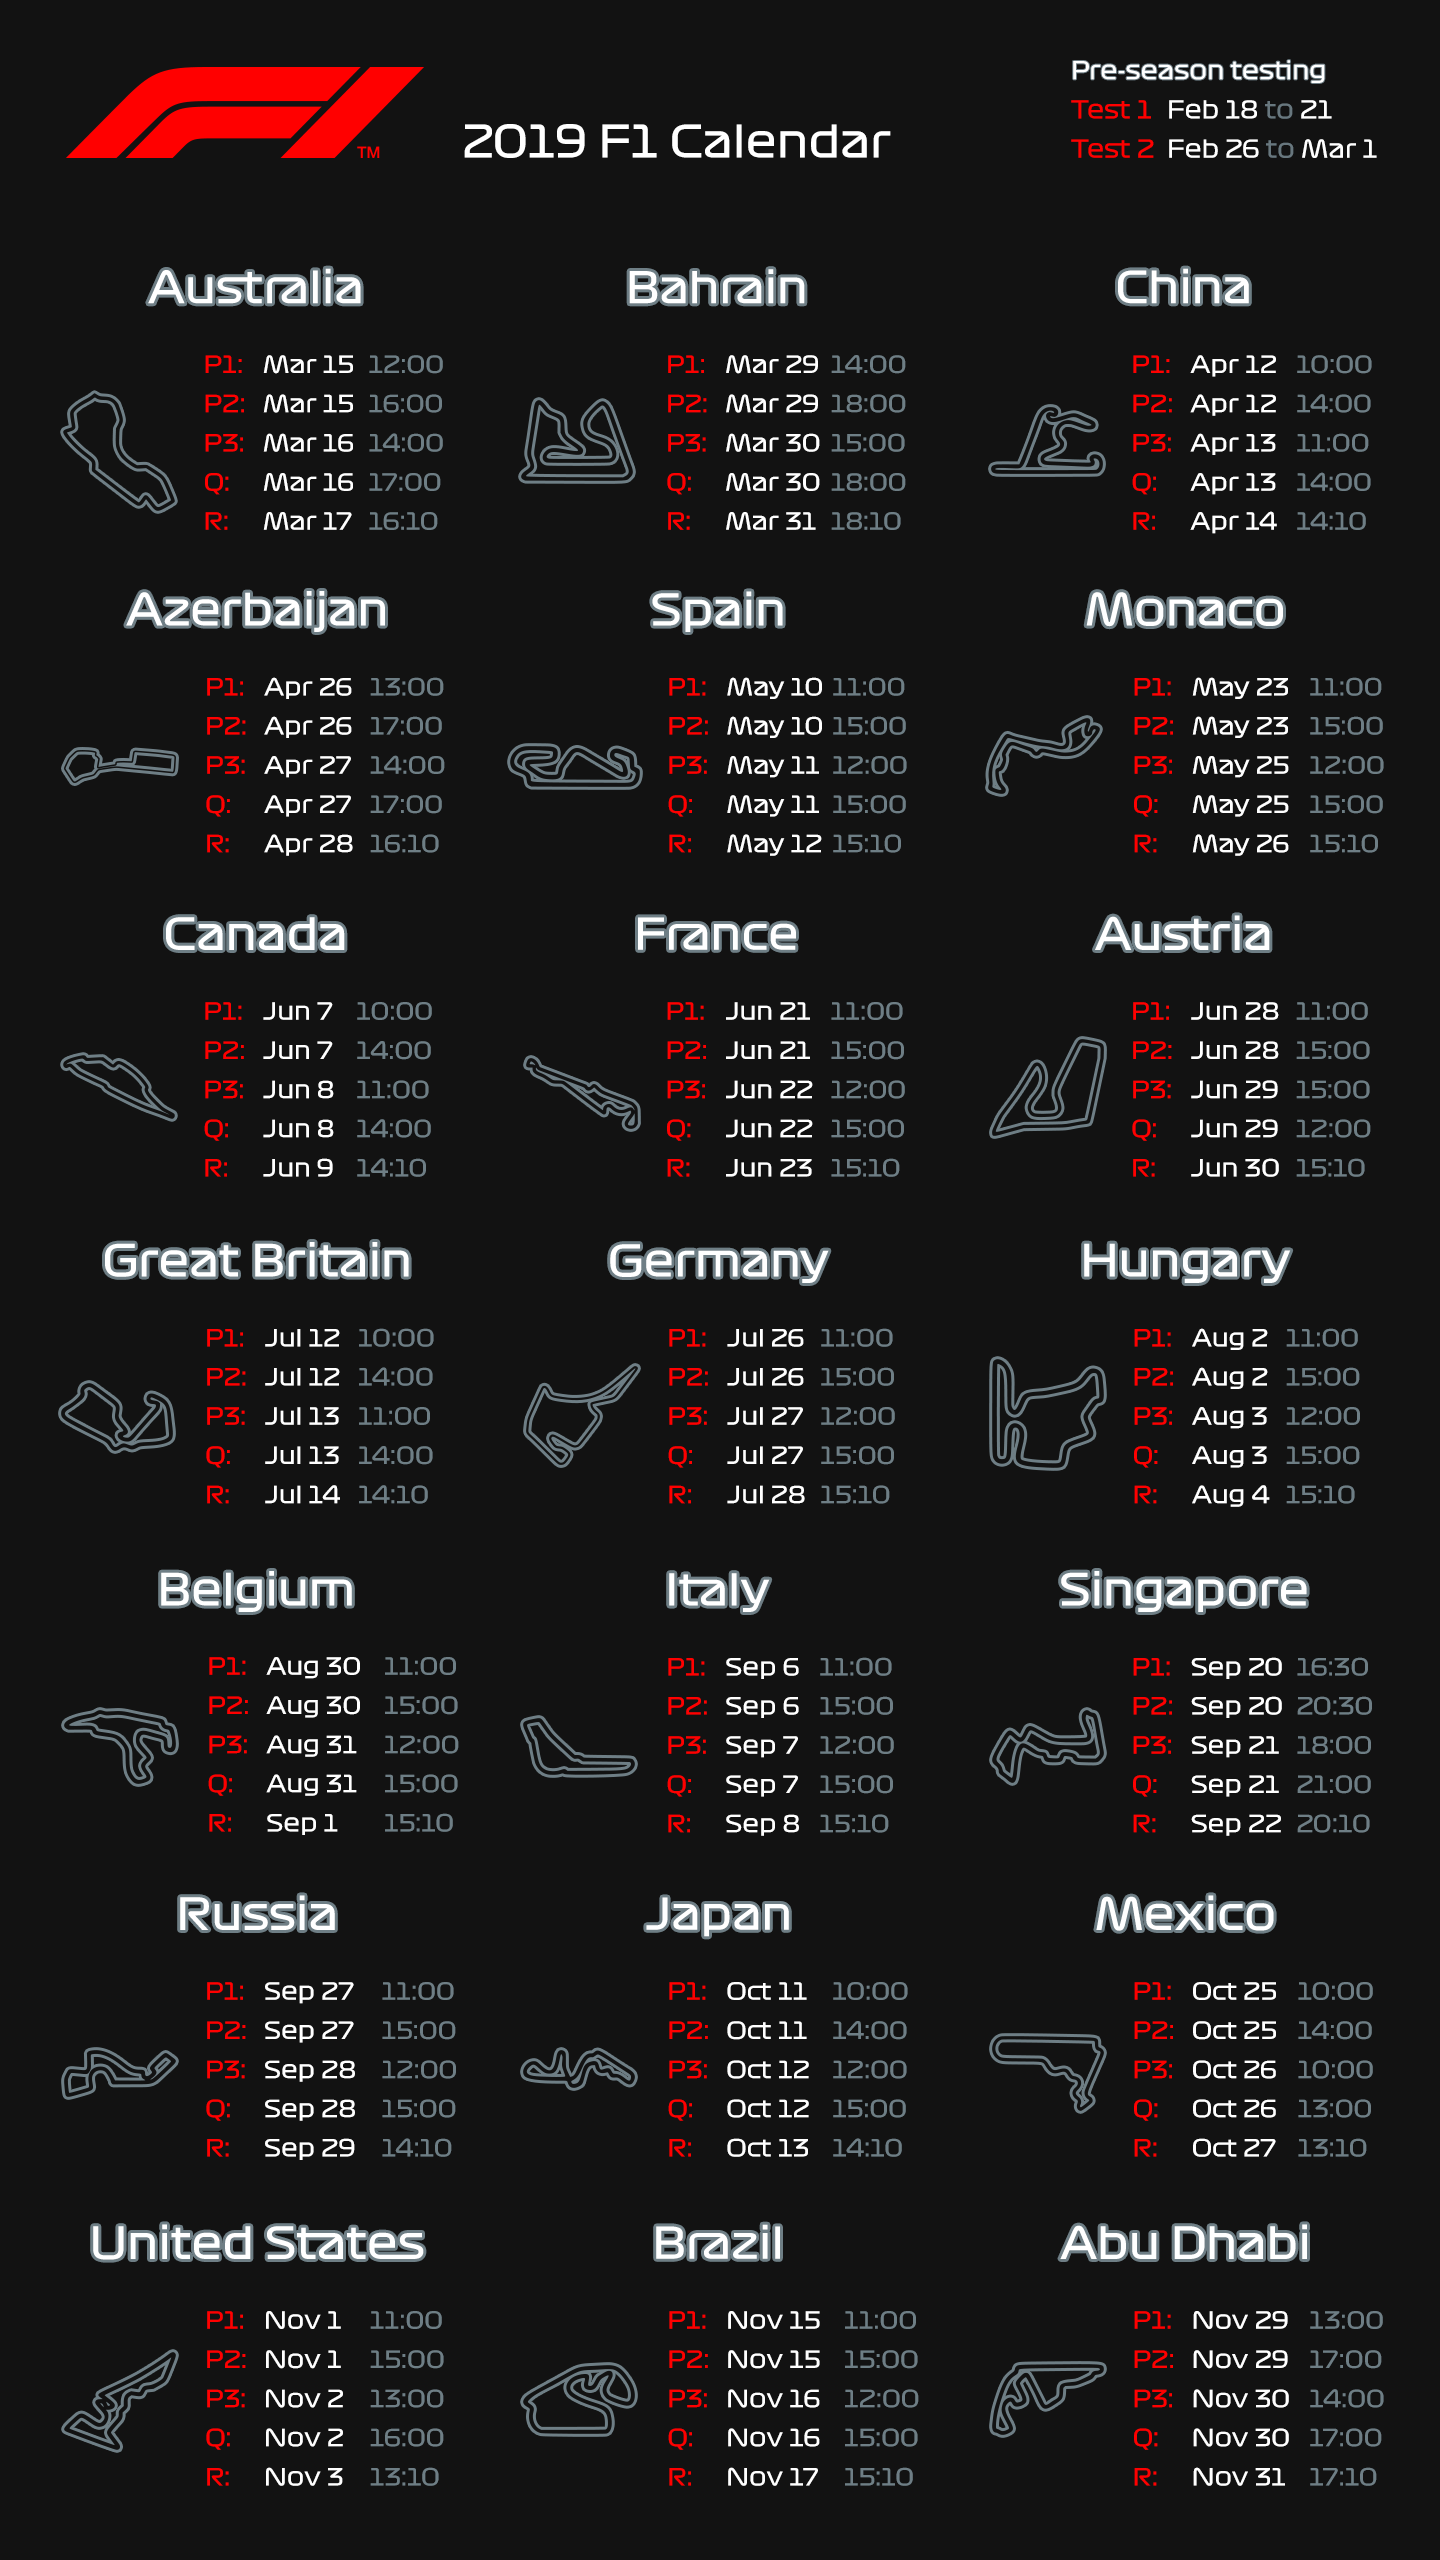 F1 TM
2019 F1 Calendar
Pre-season testing
Test 1 Feb 18 to 21
Test 2 Feb 26 to Mar 1
Australia
P1: Mar 15 12:00
P2: Mar 15 16:00
P3: Mar 16 14:00
Q: Mar 16 17:00
R: Mar 17 16:10
Bahrain
P1: Mar 29 14:00
P2: Mar 29 18:00
P3: Mar 30 15:00
Q: Mar 30 18:00
R: Mar 31 18:10
China
P1: Apr 12 10:00
P2: Apr 12 14:00
P3: Apr 13 11:00
Q: Apr 13 14:00
R: Apr 14 14:10
Azerbaijan
P1: Apr 26 13:00
P2: Apr 26 17:00
P3: Apr 27 14:00
Q: Apr 27 17:00
R: Apr 28 16:10
Spain
P1: May 10 11:00
P2: May 10 15:00
P3: May 11 12:00
Q: May 11 15:00
R: May 12 15:10
Monaco
P1: May 23 11:00
P2: May 23 15:00
P3: May 25 12:00
Q: May 25 15:00
R: May 26 15:10
Canada
P1: Jun 7 10:00
P2: Jun 7 14:00
P3: Jun 8 11:00
Q: Jun 8 14:00
R: Jun 9 14:10
France
P1: Jun 21 11:00
P2: Jun 21 15:00
P3: Jun 22 12:00
Q: Jun 22 15:00
R: Jun 23 15:10
Austria
P1: Jun 28 11:00
P2: Jun 28 15:00
P3: Jun 29 15:00
Q: Jun 29 12:00
R: Jun 30 15:10
Great Britain
P1: Jul 12 10:00
P2: Jul 12 14:00
P3: Jul 13 11:00
Q: Jul 13 14:00
R: Jul 14 14:10
Germany
P1: Jul 26 11:00
P2: Jul 26 15:00
P3: Jul 27 12:00
Q: Jul 27 15:00
R: Jul 28 15:10
Hungary
P1: Aug 2 11:00
P2: Aug 2 15:00
P3: Aug 3 12:00
Q: Aug 3 15:00
R: Aug 4 15:10
Belgium
P1: Aug 30 11:00
P2: Aug 30 15:00
P3: Aug 31 12:00
Q: Aug 31 15:00
R: Sep 1 15:10
Italy
P1: Sep 6 11:00
P2: Sep 6 15:00
P3: Sep 7 12:00
Q: Sep 7 15:00
R: Sep 8 15:10
Singapore
P1: Sep 20 16:30
P2: Sep 20 20:30
P3: Sep 21 18:00
Q: Sep 21 21:00
R: Sep 22 20:10
Russia
P1: Sep 27 11:00
P2: Sep 27 15:00
P3: Sep 28 12:00
Q: Sep 28 15:00
R: Sep 29 14:10
Japan
P1: Oct 11 10:00
P2: Oct 11 14:00
P3: Oct 12 12:00
Q: Oct 12 15:00
R: Oct 13 14:10
Mexico
P1: Oct 25 10:00
P2: Oct 25 14:00
P3: Oct 26 10:00
Q: Oct 26 13:00
R: Oct 27 13:10
United States
P1: Nov 1 11:00
P2: Nov 1 15:00
P3: Nov 2 13:00
Q: Nov 2 16:00
R: Nov 3 13:10
Brazil
P1: Nov 15 11:00
P2: Nov 15 15:00
P3: Nov 16 12:00
Q: Nov 16 15:00
R: Nov 17 15:10
Abu Dhabi
P1: Nov 29 13:00
P2: Nov 29 17:00
P3: Nov 30 14:00
Q: Nov 30 17:00
R: Nov 31 17:10